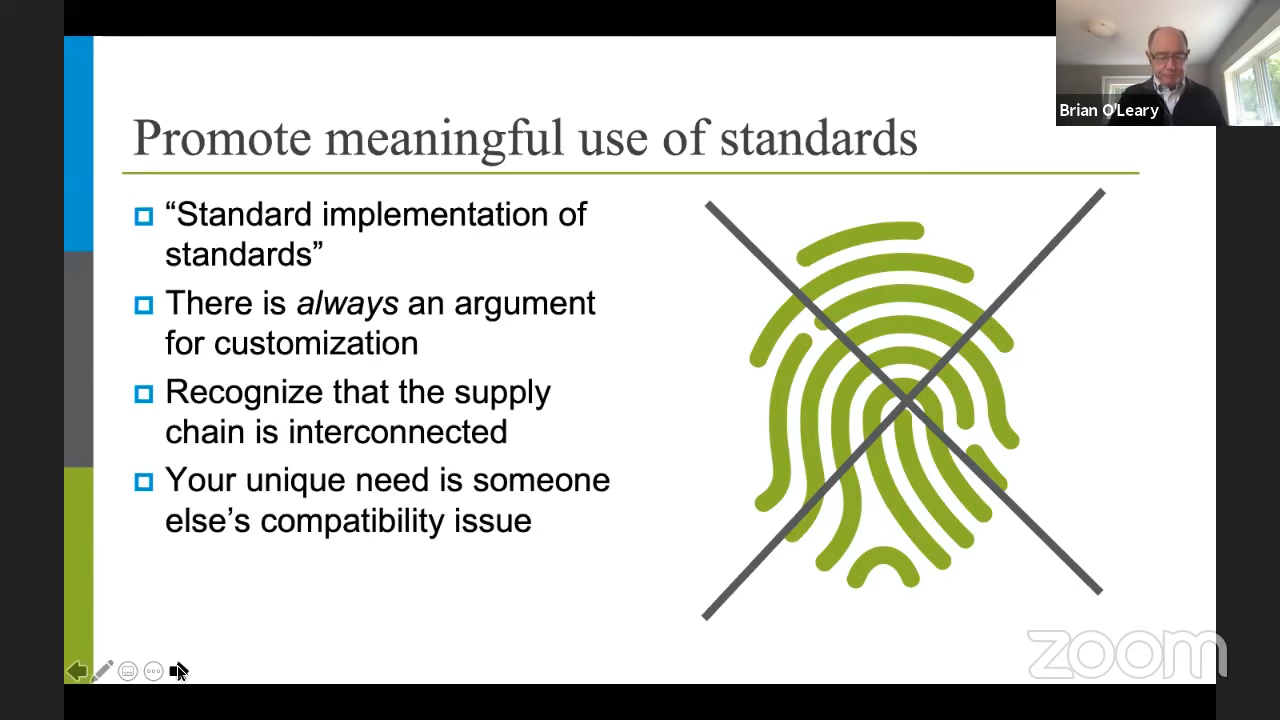 Brian O'Leary
Promote meaningful use of standards
“Standard implementation of
standards”
There is always an argument
for customization
Recognize that the supply
chain is interconnected
Your unique need is someone
else’s compatibility issue
zoom